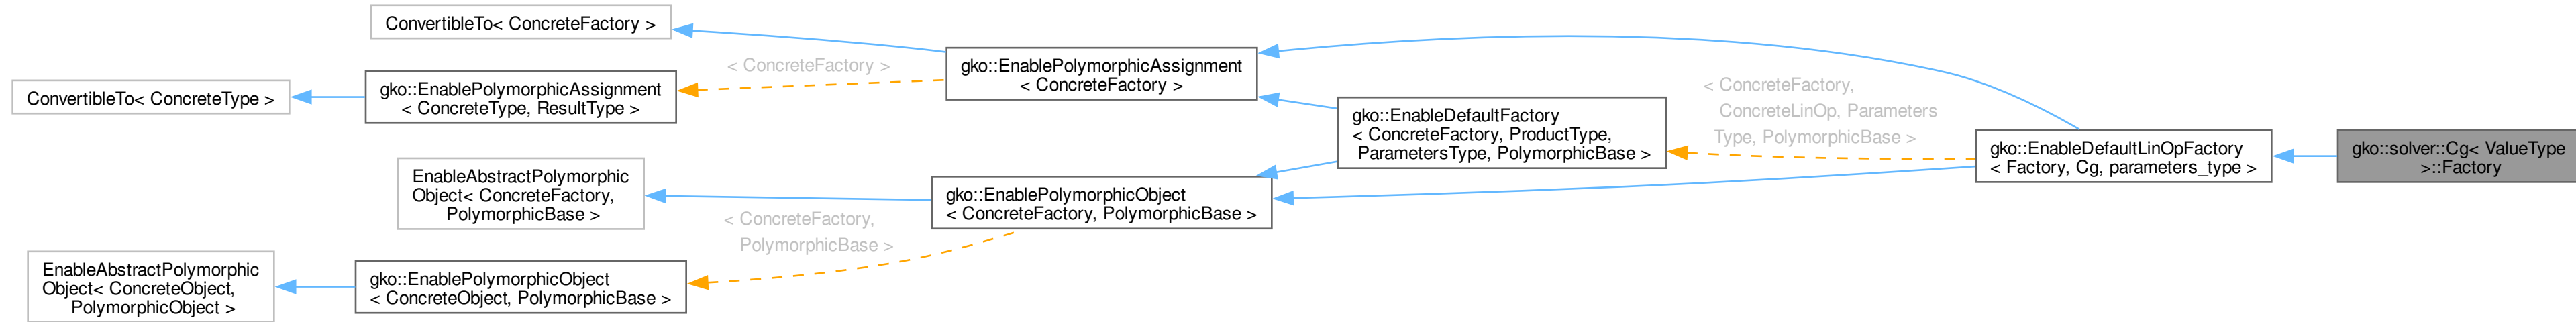 ConvertibleTo< ConcreteFactory >
ConvertibleTo< ConcreteType >
gko::EnablePolymorphicAssignment
< ConcreteType, ResultType >
< ConcreteFactory >
gko::EnablePolymorphicAssignment
< ConcreteFactory >
EnableAbstractPolymorphic
Object< ConcreteFactory,
PolymorphicBase >
EnableAbstractPolymorphic
Object< ConcreteObject,
PolymorphicObject >
gko::EnablePolymorphicObject
< ConcreteObject, PolymorphicBase >
< ConcreteFactory,
PolymorphicBase >
gko::EnablePolymorphicObject
< ConcreteFactory, PolymorphicBase >
gko::EnableDefaultFactory
< ConcreteFactory, ProductType,
ParametersType, PolymorphicBase >
< ConcreteFactory,
ConcreteLinOp, Parameters
Type, PolymorphicBase >
gko::EnableDefaultLinOpFactory
< Factory, Cg, parameters_type >
gko::solver::Cg< ValueType
>::Factory